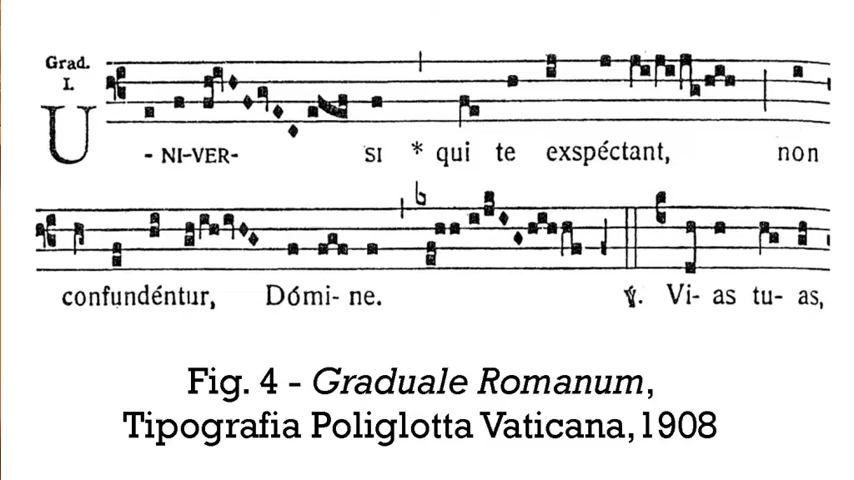 Grad.
I.
U - NI-VER- SI * qui te exspéctant, non
confundéntur, Dómi- ne. ℣. Vi- as tu- as,
Fig. 4 - Graduale Romanum,
Tipografia Poliglotta Vaticana, 1908